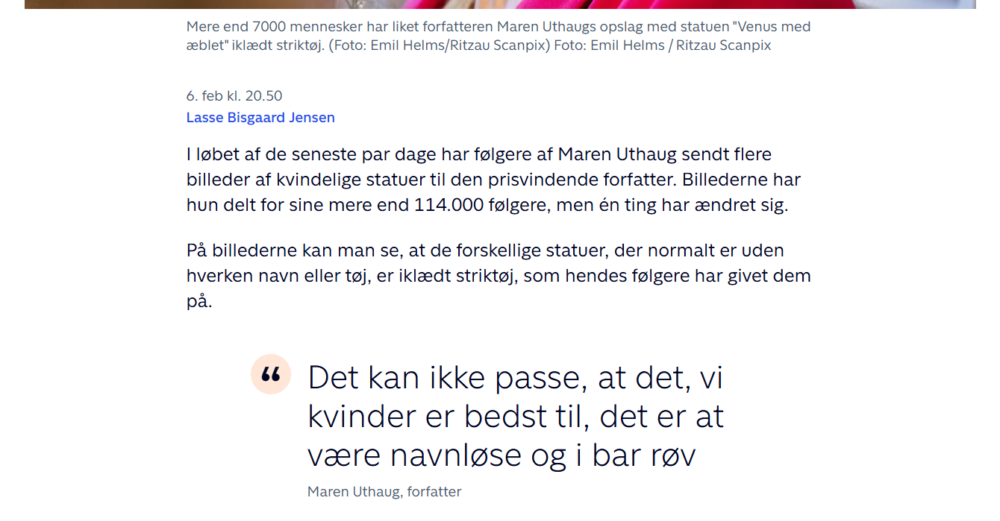 Mere end 7000 mennesker har liket forfatteren Maren Uthaugs opslag med statuen "Venus med
æblet" iklædt striktøj. (Foto: Emil Helms/Ritzau Scanpix) Foto: Emil Helms / Ritzau Scanpix
6. feb kl. 20.50
Lasse Bisgaard Jensen
I løbet af de seneste par dage har følgere af Maren Uthaug sendt flere
billeder af kvindelige statuer til den prisvindende forfatter. Billederne har
hun delt for sine mere end 114.000 følgere, men én ting har ændret sig.
På billederne kan man se, at de forskellige statuer, der normalt er uden
hverken navn eller tøj, er iklædt striktøj, som hendes følgere har givet dem
på.
“ Det kan ikke passe, at det, vi
kvinder er bedst til, det er at
være navnløse og i bar røv
Maren Uthaug, forfatter